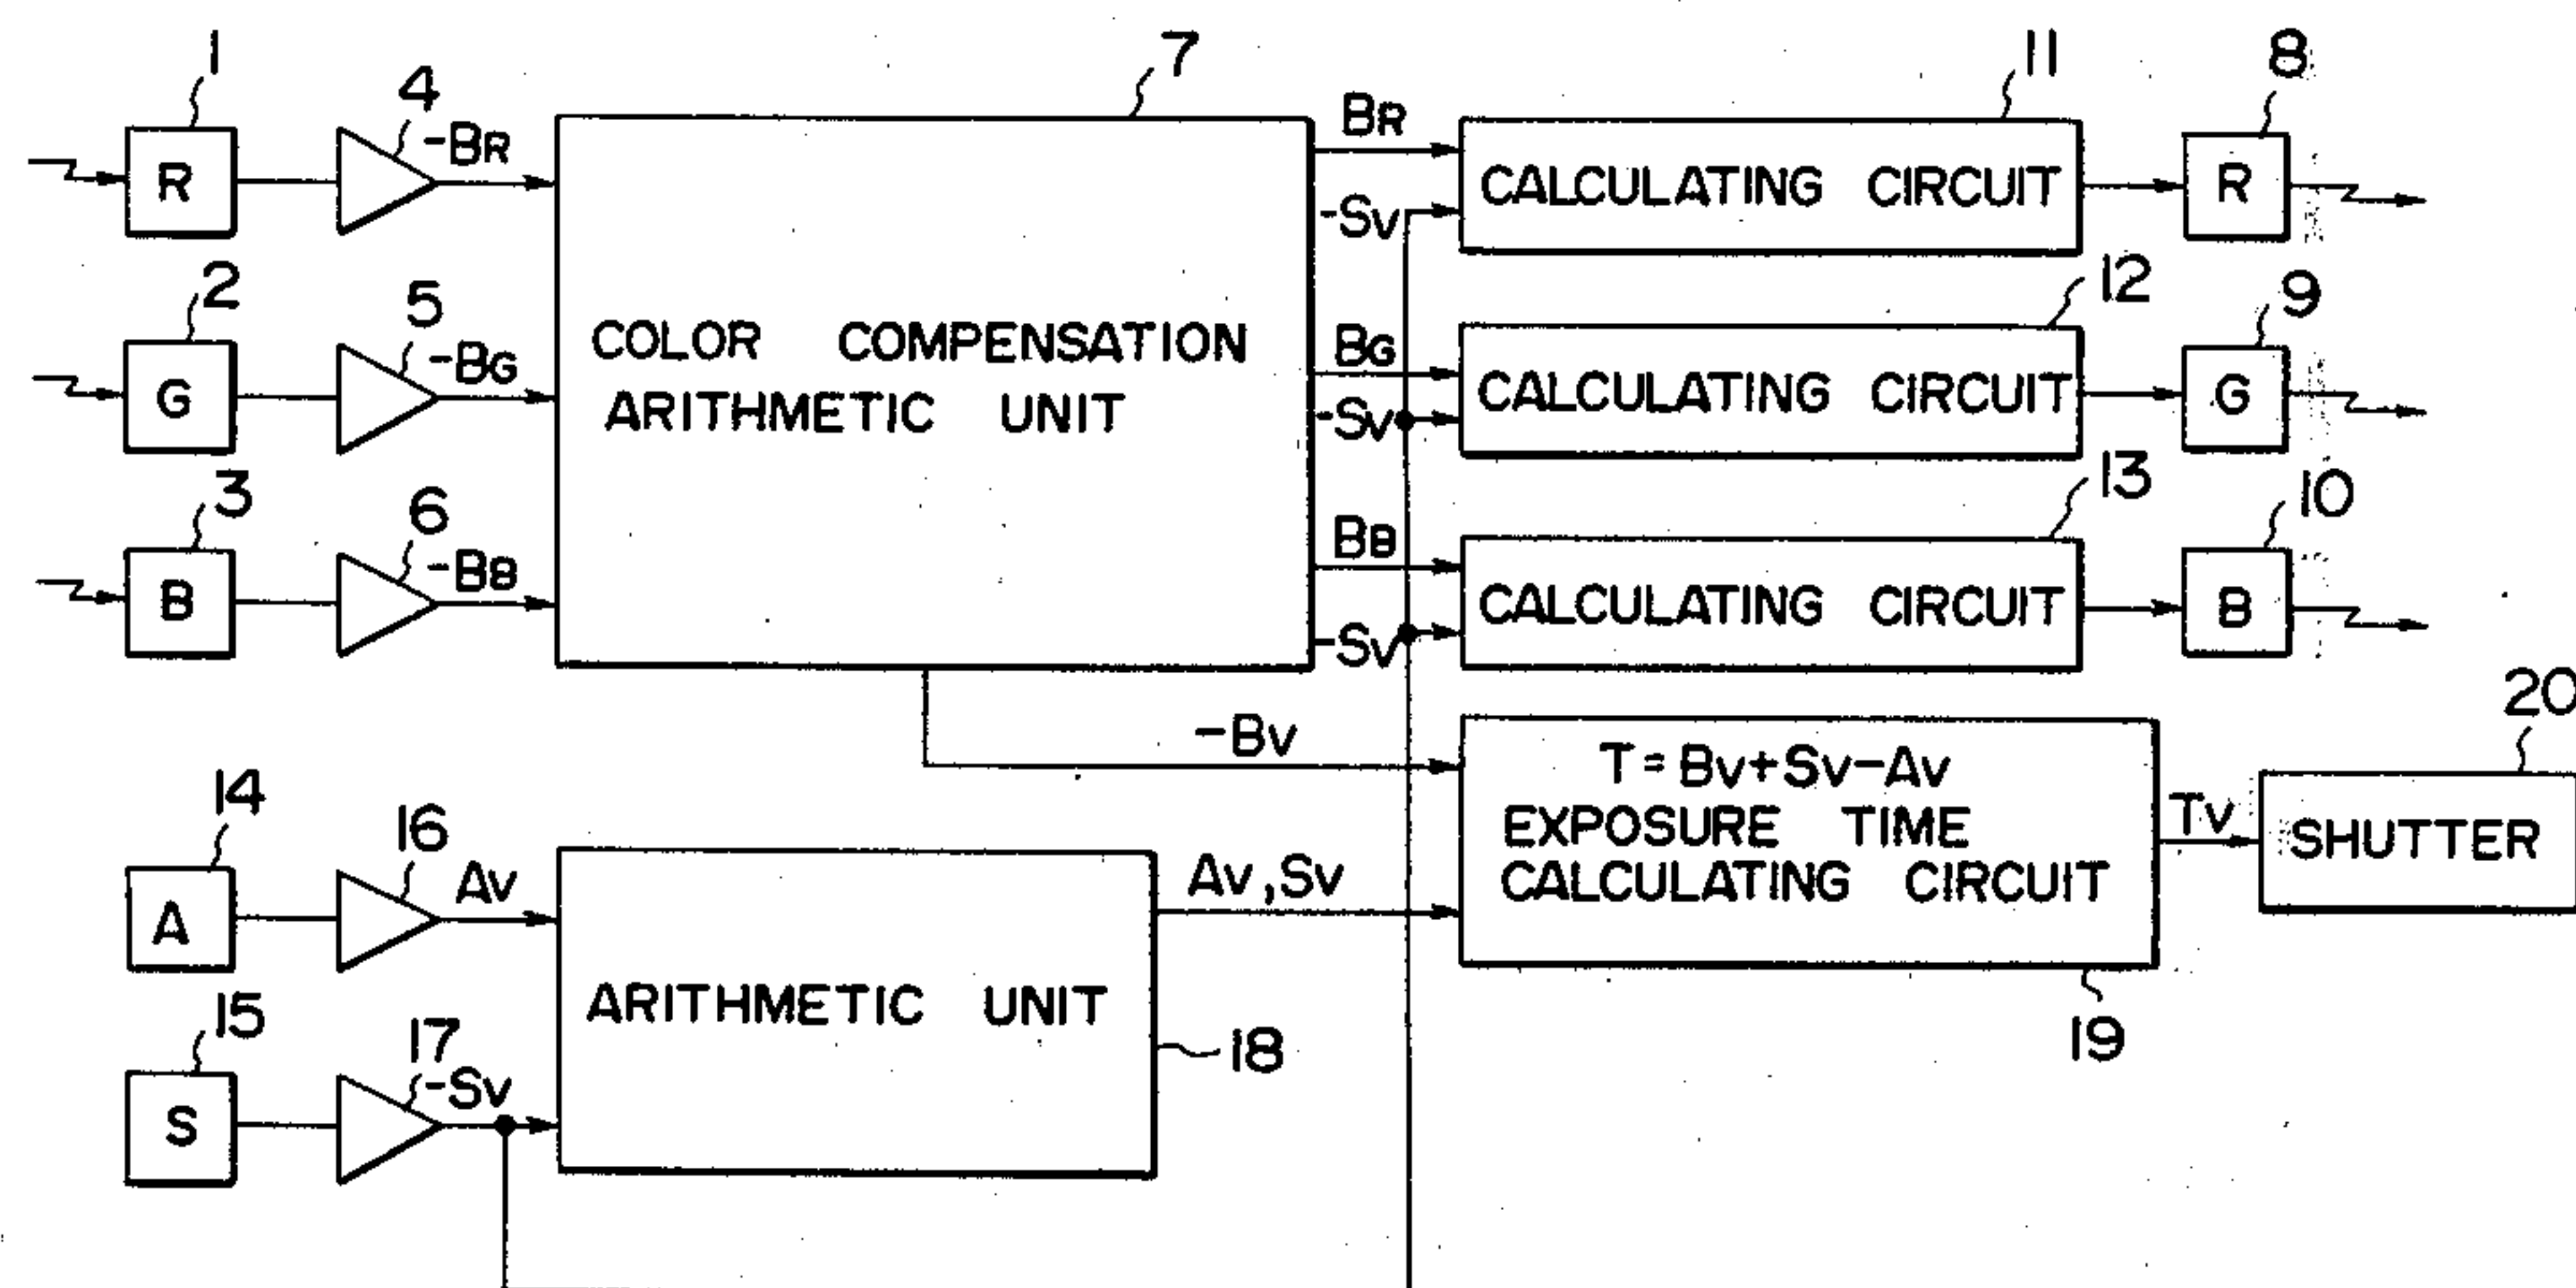 1
4
7
11
8
R
-BR
BR
-SV
CALCULATING CIRCUIT
R
2
5
12
9
G
-BG
COLOR COMPENSATION
ARITHMETIC UNIT
BG
-SV
CALCULATING CIRCUIT
G
3
6
13
10
B
-BB
BB
-SV
CALCULATING CIRCUIT
B
-BV
T=BV+SV-AV
EXPOSURE TIME
CALCULATING CIRCUIT
19
TV
20
SHUTTER
14
16
A
AV
AV,SV
ARITHMETIC UNIT
18
15
17
S
-SV